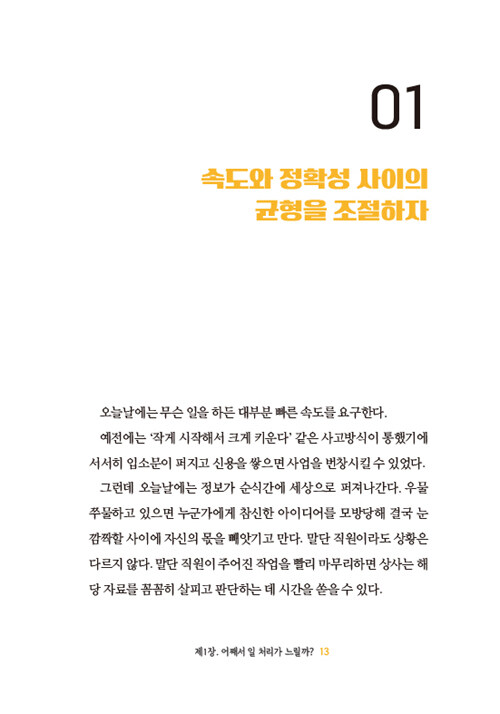 01
속도와 정확성 사이의
균형을 조절하자
오늘날에는 무슨 일을 하든 대부분 빠른 속도를 요구한다.
예전에는 ‘작게 시작해서 크게 키운다’ 같은 사고방식이 통했기에
서서히 입소문이 퍼지고 신용을 쌓으면 사업을 번창시킬 수 있었다.
그런데 오늘날에는 정보가 순식간에 세상으로 퍼져나간다. 우물
쭈물하고 있으면 누군가에게 참신한 아이디어를 모방당해 결국 눈
깜짝할 사이에 자신의 몫을 빼앗기고 만다. 말단 직원이라도 상황은
다르지 않다. 말단 직원이 주어진 작업을 빨리 마무리하면 상사는 해
당 자료를 꼼꼼히 살피고 판단하는 데 시간을 쏟을 수 있다.
제1장. 어째서 일 처리가 느릴까? 13